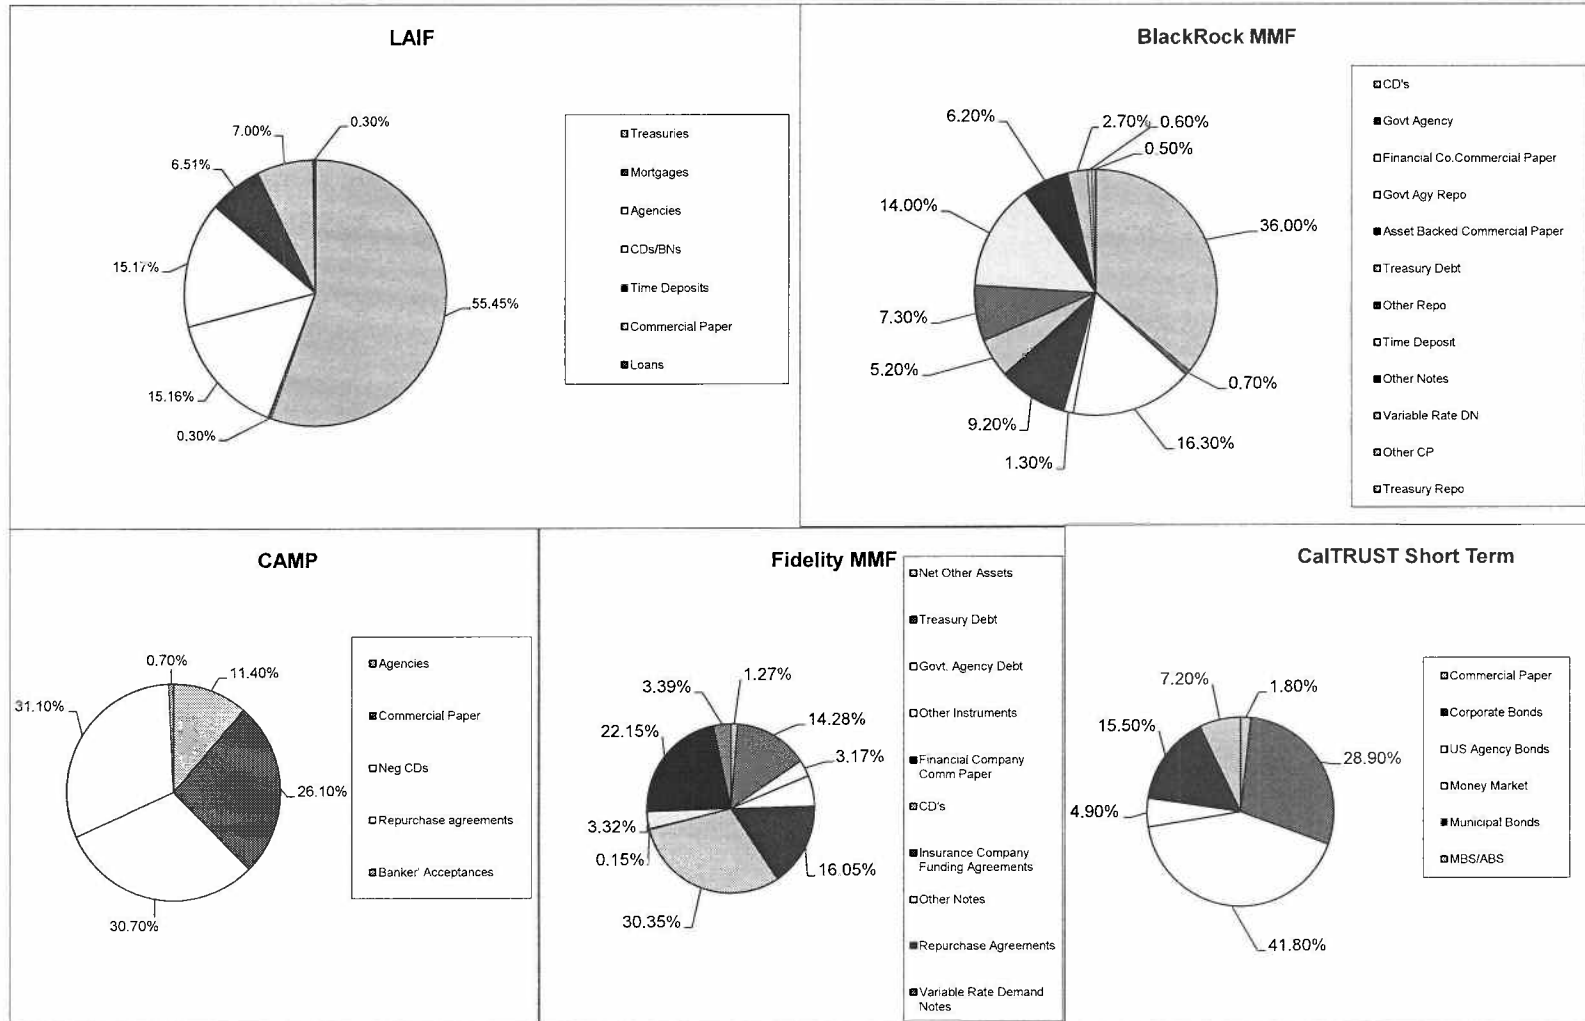 LAIF
0.30%
7.00%
6.51%
15.17%
55.45%
15.16%
0.30%
Treasuries
Mortgages
Agencies
CDs/BNs
Time Deposits
Commercial Paper
Loans
BlackRock MMF
6.20%
2.70%
0.60%
0.50%
14.00%
36.00%
7.30%
5.20%
0.70%
9.20%
16.30%
1.30%
CD's
Govt Agency
Financial Co.Commercial Paper
Govt Agy Repo
Asset Backed Commercial Paper
Treasury Debt
Other Repo
Time Deposit
Other Notes
Variable Rate DN
Other CP
Treasury Repo
CAMP
0.70%
11.40%
31.10%
26.10%
30.70%
Agencies
Commercial Paper
Neg CDs
Repurchase agreements
Banker' Acceptances
Fidelity MMF
3.39%
1.27%
22.15%
14.28%
3.17%
3.32%
0.15%
16.05%
30.35%
Net Other Assets
Treasury Debt
Govt. Agency Debt
Other Instruments
Financial Company
Comm Paper
CD's
Insurance Company
Funding Agreements
Other Notes
Repurchase Agreements
Variable Rate Demand
Notes
CalTRUST Short Term
7.20%
1.80%
15.50%
28.90%
4.90%
41.80%
Commercial Paper
Corporate Bonds
US Agency Bonds
Money Market
Municipal Bonds
MBS/ABS